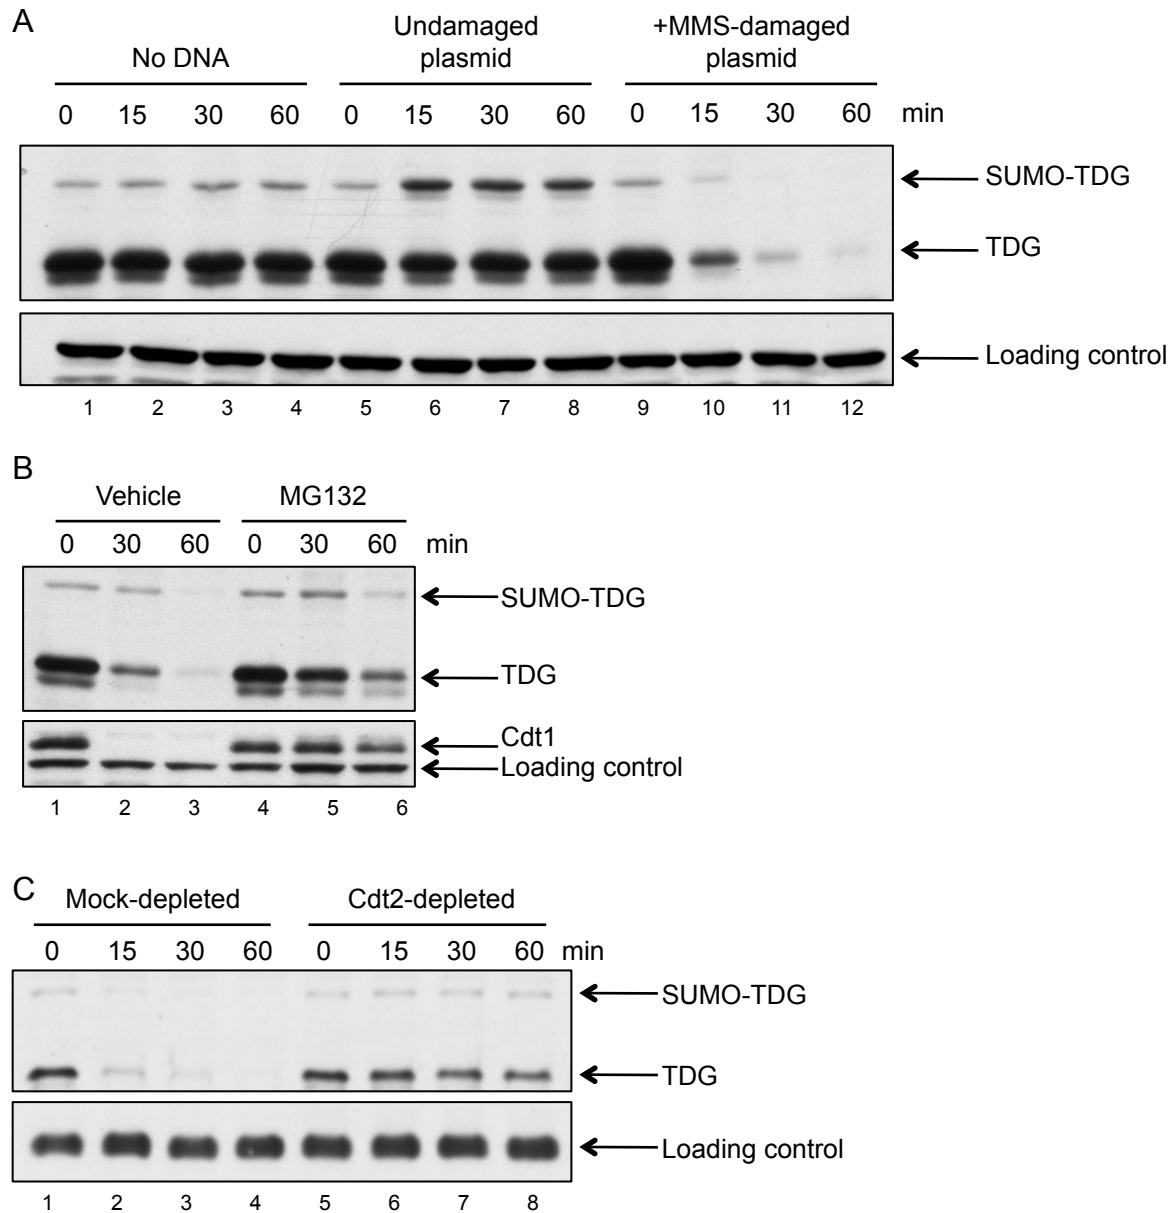 A
No DNA
Undamaged
plasmid
+MMS-damaged
plasmid
0 15 30 60 0 15 30 60 0 15 30 60 min
SUMO-TDG
TDG
Loading control
1 2 3 4 5 6 7 8 9 10 11 12
B
Vehicle MG132
0 30 60 0 30 60 min
SUMO-TDG
TDG
Cdt1
Loading control
1 2 3 4 5 6
C
Mock-depleted Cdt2-depleted
0 15 30 60 0 15 30 60 min
SUMO-TDG
TDG
Loading control
1 2 3 4 5 6 7 8